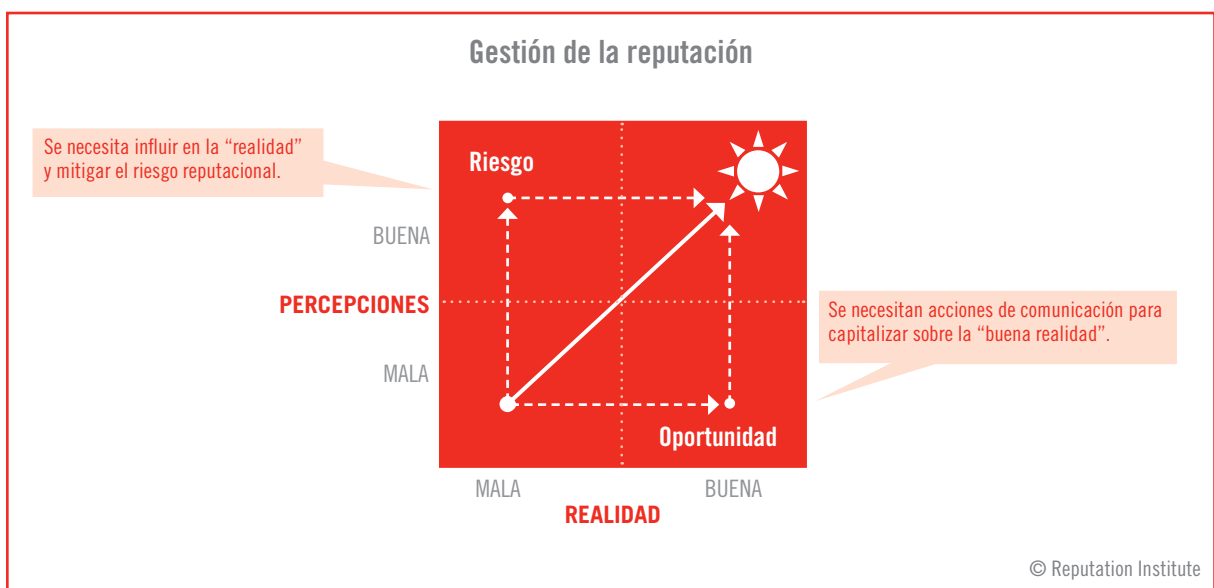 Gestión de la reputación
Se necesita influir en la “realidad”
y mitigar el riesgo reputacional.
Riesgo
BUENA
PERCEPCIONES
Se necesitan acciones de comunicación para
capitalizar sobre la “buena realidad”.
MALA
Oportunidad
MALA
BUENA
REALIDAD
© Reputation Institute